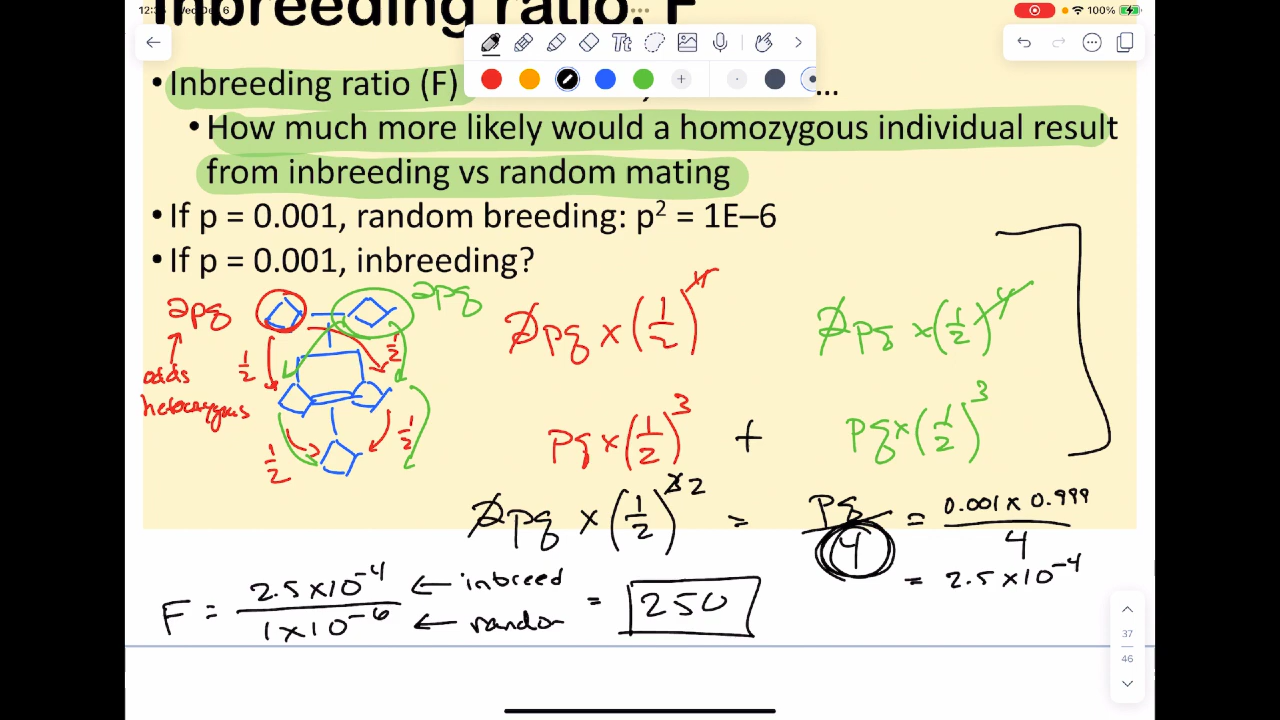 Inbreeding ratio, F
100%
Tt
• Inbreeding ratio (F)
...
• How much more likely would a homozygous individual result
from inbreeding vs random mating
• If p = 0.001, random breeding: p² = 1E–6
• If p = 0.001, inbreeding?
2pq
2pq
odds
heterozygous
1/2
1/2
1/2
1/2
2pq × (1/2)^4
2pq × (1/2)^4
pq × (1/2)^3 + pq × (1/2)^3
2pq × (1/2)^3 2 = pq/4 = 0.001 × 0.999/4
= 2.5 × 10^-4
F = 2.5 × 10^-4 ← inbreed
1 × 10^-6 ← random
= 250
37
46